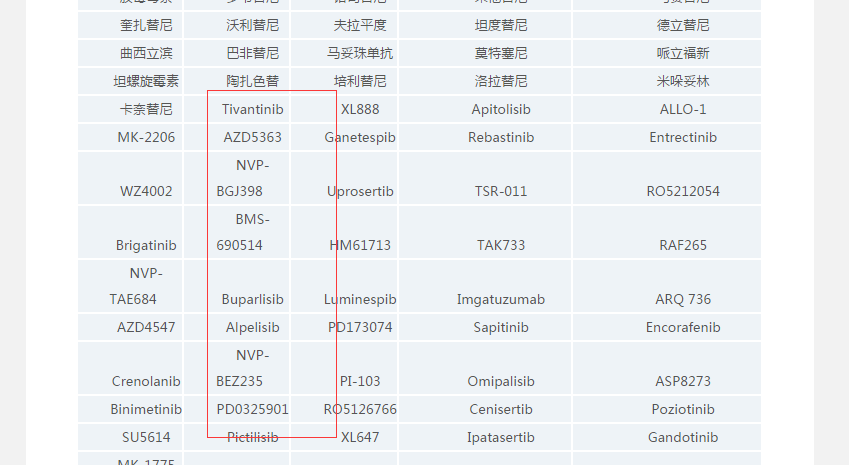 奎扎替尼 沃利替尼 夫拉平度 坦度替尼 德立替尼
曲西立滨 巴非替尼 马妥珠单抗 莫特塞尼 哌立福新
坦螺旋霉素 陶扎色替 培利替尼 洛拉替尼 米哚妥林
卡奈替尼 Tivantinib XL888 Apitolisib ALLO-1
MK-2206 AZD5363 Ganetespib Rebastinib Entrectinib
NVP-
WZ4002 BGJ398 Uprosertib TSR-011 RO5212054
BMS-
Brigatinib 690514 HM61713 TAK733 RAF265
NVP-
TAE684 Buparlisib Luminespib Imgatuzumab ARQ 736
AZD4547 Alpelisib PD173074 Sapitinib Encorafenib
NVP-
Crenolanib BEZ235 PI-103 Omipalisib ASP8273
Binimetinib PD0325901 RO5126766 Cenisertib Poziotinib
SU5614 Pictilisib XL647 Ipatasertib Gandotinib
MK-1775